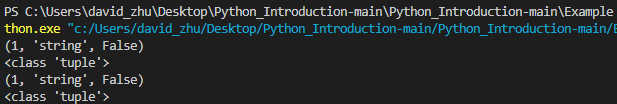 PS C:\Users\david_zhu\Desktop\Python_Introduction-main\Python_Introduction-main\Example
thon.exe "c:/Users/david_zhu/Desktop/Python_Introduction-main/Python_Introduction-main/E
(1, 'string', False)
<class 'tuple'>
(1, 'string', False)
<class 'tuple'>